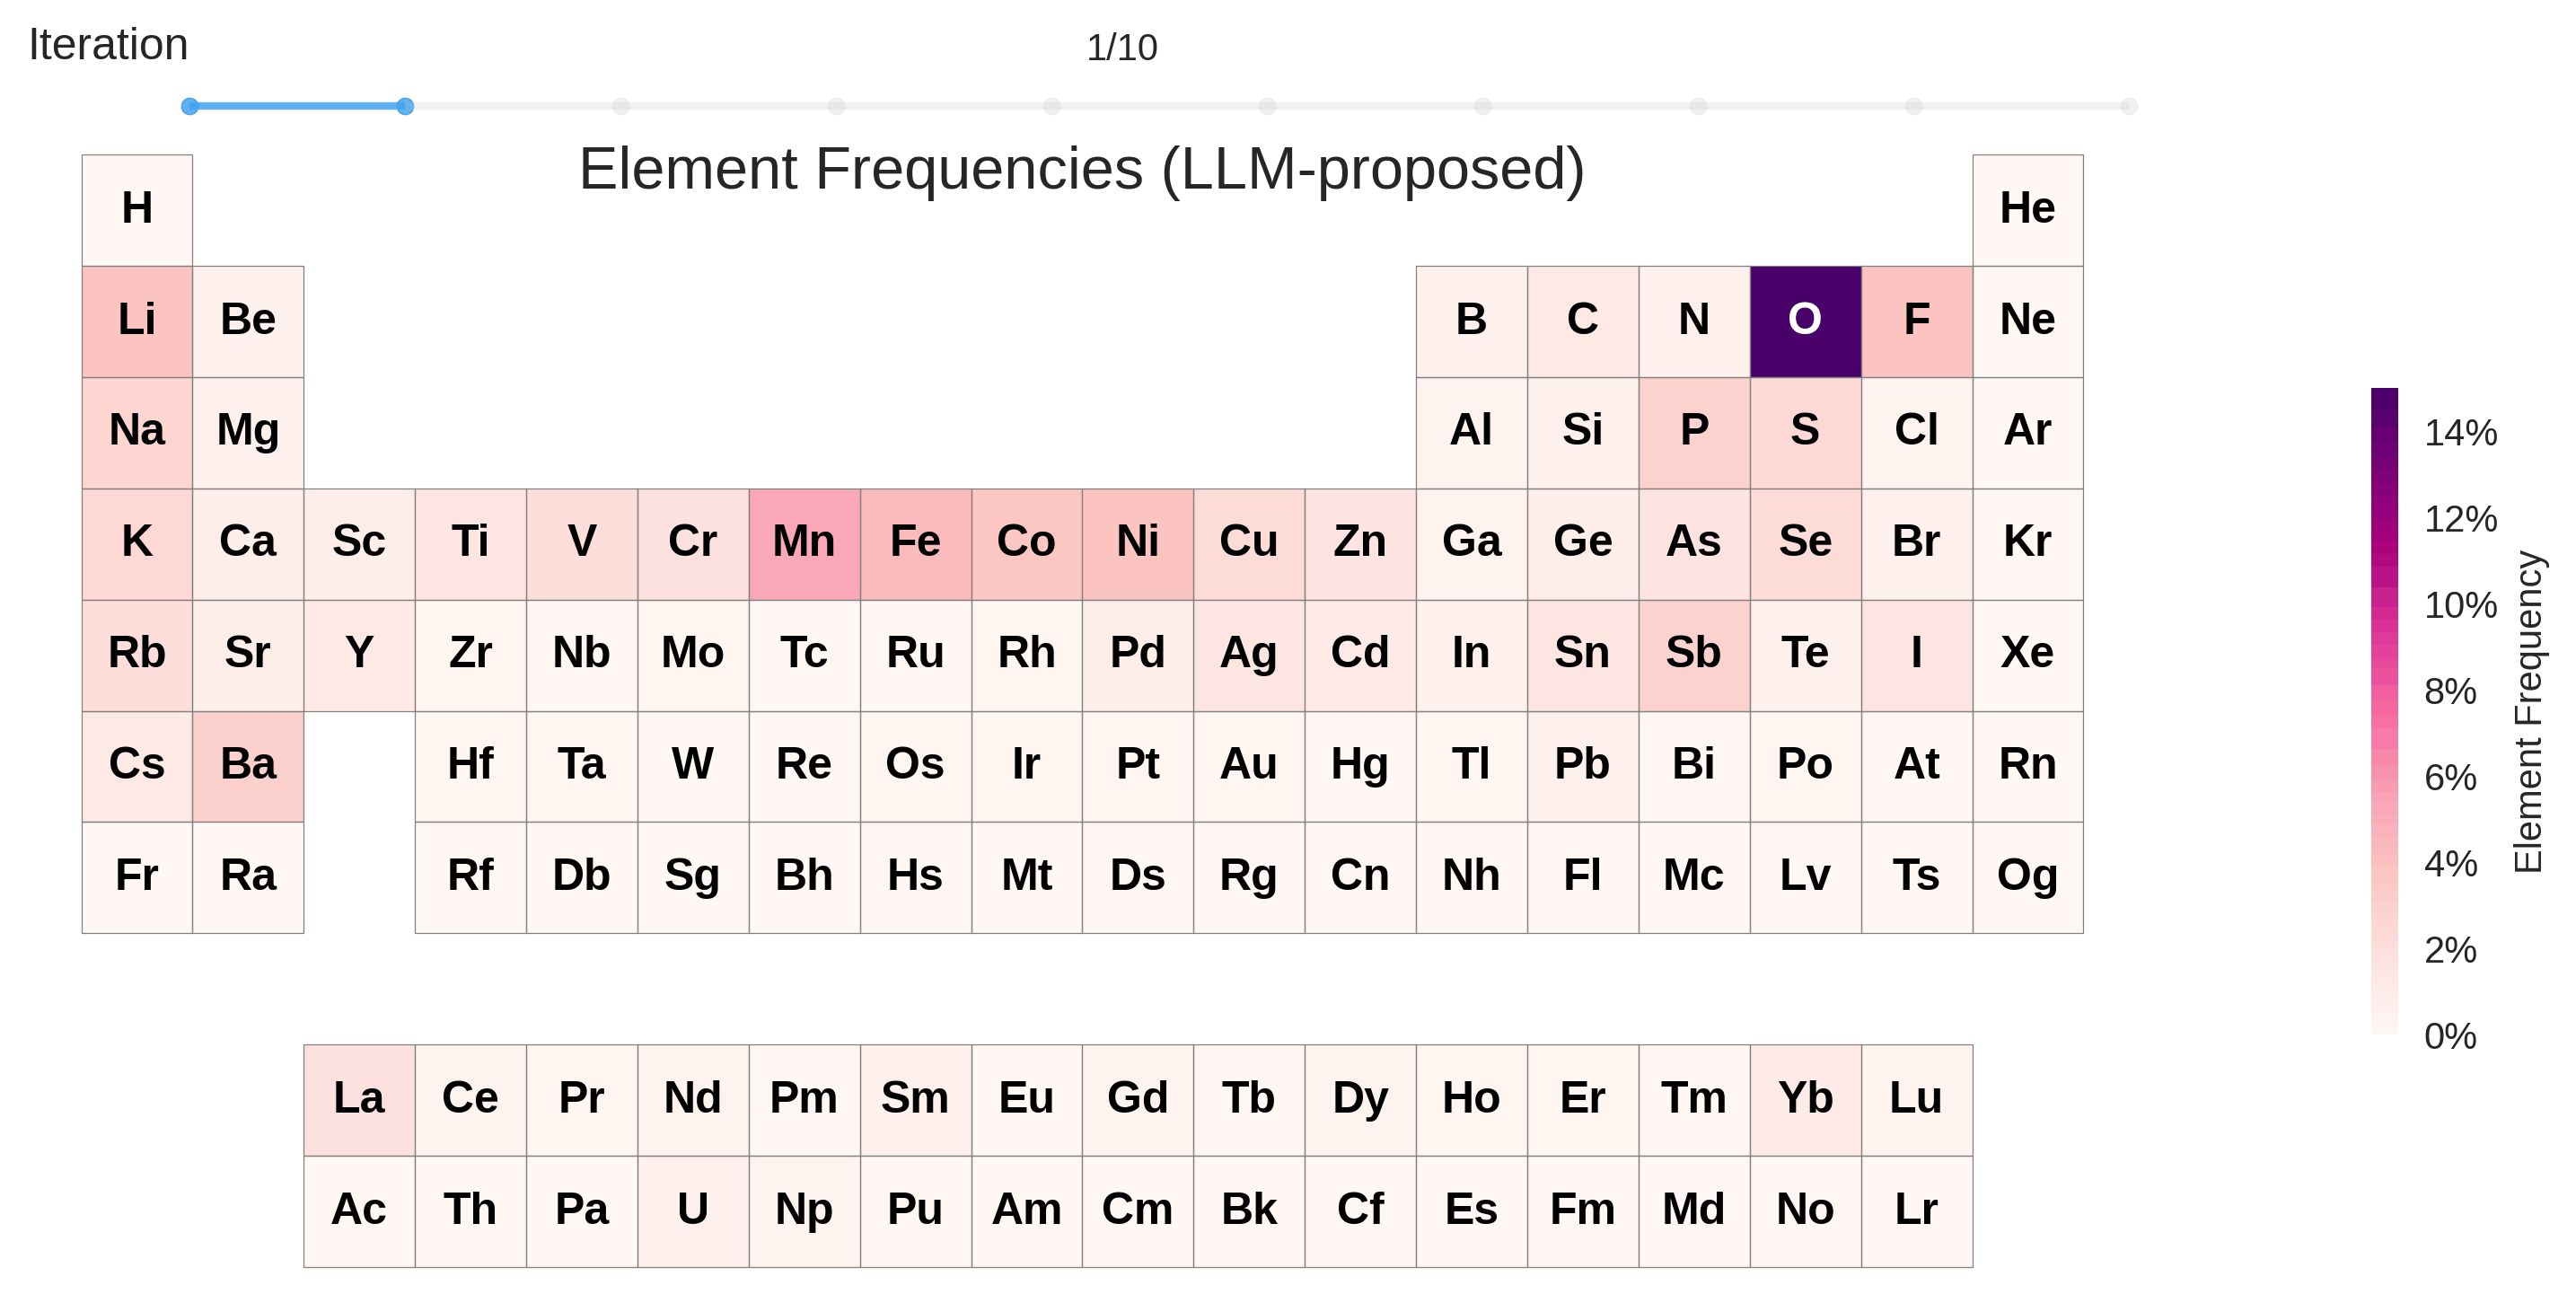 Iteration
1/10
Element Frequencies (LLM-proposed)
H He
Li Be B C N O F Ne
Na Mg Al Si P S Cl Ar
K Ca Sc Ti V Cr Mn Fe Co Ni Cu Zn Ga Ge As Se Br Kr
Rb Sr Y Zr Nb Mo Tc Ru Rh Pd Ag Cd In Sn Sb Te I Xe
Cs Ba Hf Ta W Re Os Ir Pt Au Hg Tl Pb Bi Po At Rn
Fr Ra Rf Db Sg Bh Hs Mt Ds Rg Cn Nh Fl Mc Lv Ts Og
La Ce Pr Nd Pm Sm Eu Gd Tb Dy Ho Er Tm Yb Lu
Ac Th Pa U Np Pu Am Cm Bk Cf Es Fm Md No Lr
14%
12%
10%
8%
6%
4%
2%
0%
Element Frequency